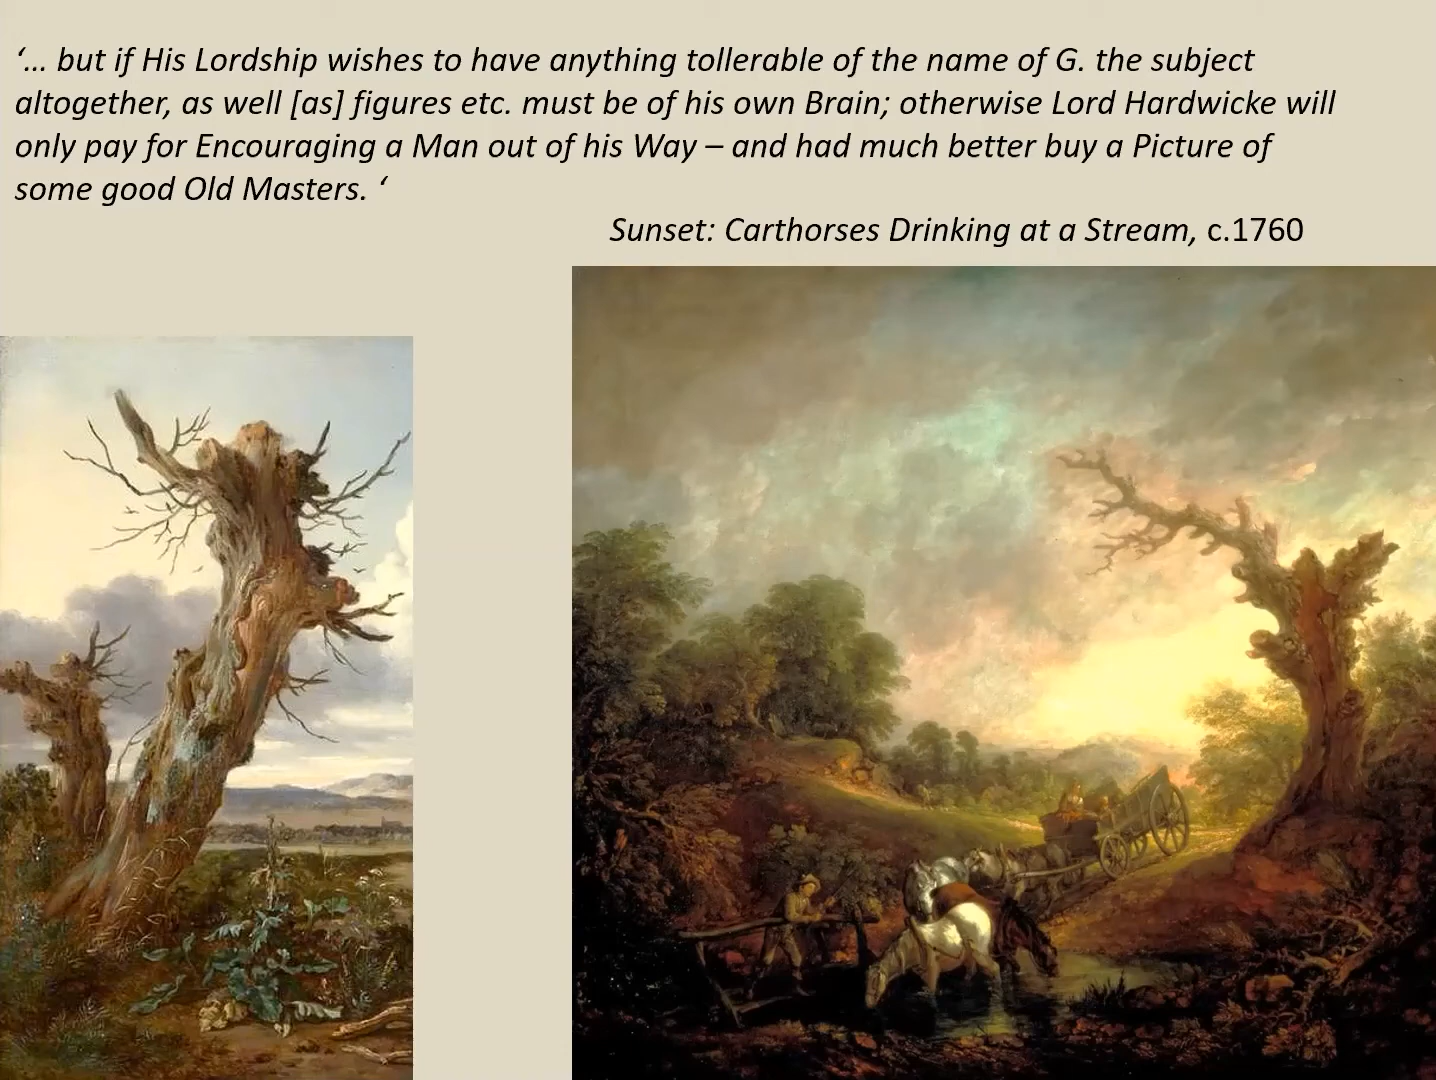 ‘... but if His Lordship wishes to have anything tollerable of the name of G. the subject
altogether, as well [as] figures etc. must be of his own Brain; otherwise Lord Hardwicke will
only pay for Encouraging a Man out of his Way – and had much better buy a Picture of
some good Old Masters. ‘
Sunset: Carthorses Drinking at a Stream, c.1760